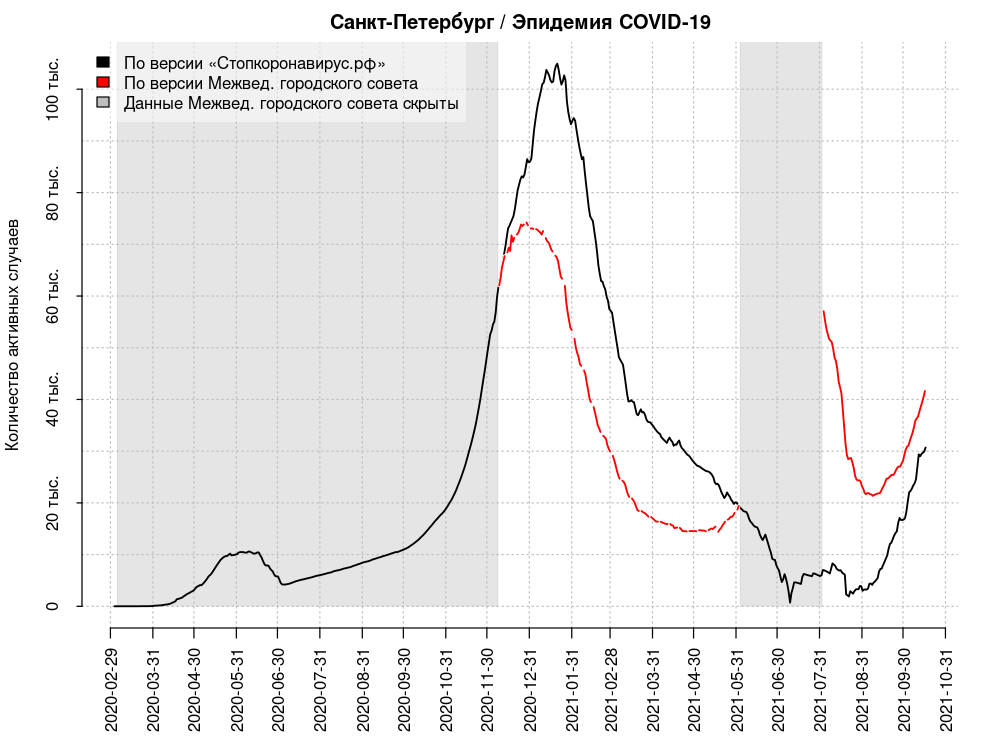 Санкт-Петербург / Эпидемия COVID-19
По версии «Стопкоронавирус.рф»
По версии Межвед. городского совета
Данные Межвед. городского совета скрыты
Количество активных случаев
100 тыс.
80 тыс.
60 тыс.
40 тыс.
20 тыс.
0
2020-02-29
2020-03-31
2020-04-30
2020-05-31
2020-06-30
2020-07-31
2020-08-31
2020-09-30
2020-10-31
2020-11-30
2020-12-31
2021-01-31
2021-02-28
2021-03-31
2021-04-30
2021-05-31
2021-06-30
2021-07-31
2021-08-31
2021-09-30
2021-10-31